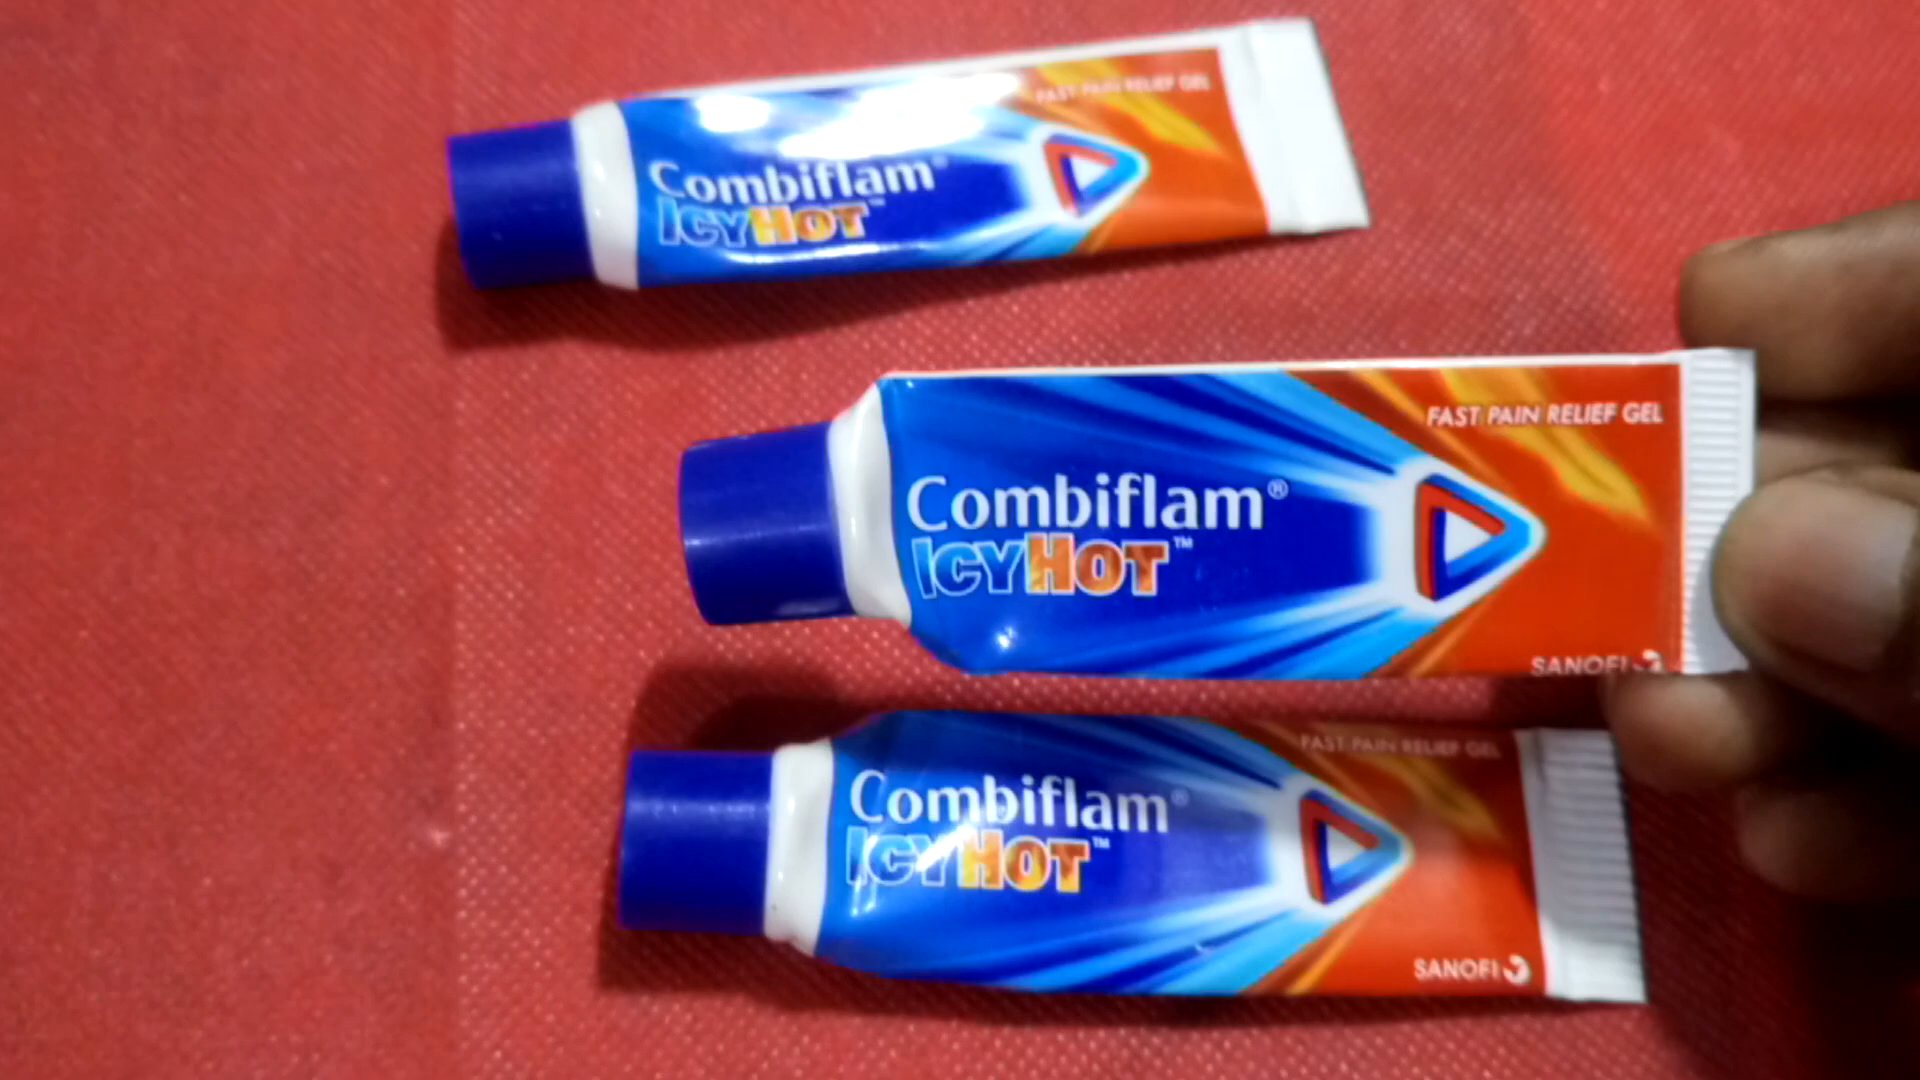 FAST PAIN RELIEF GEL
Combiflam®
ICYHOT™
FAST PAIN RELIEF GEL
Combiflam®
ICYHOT™
SANOFI
FAST PAIN RELIEF GEL
Combiflam®
ICYHOT™
SANOFI